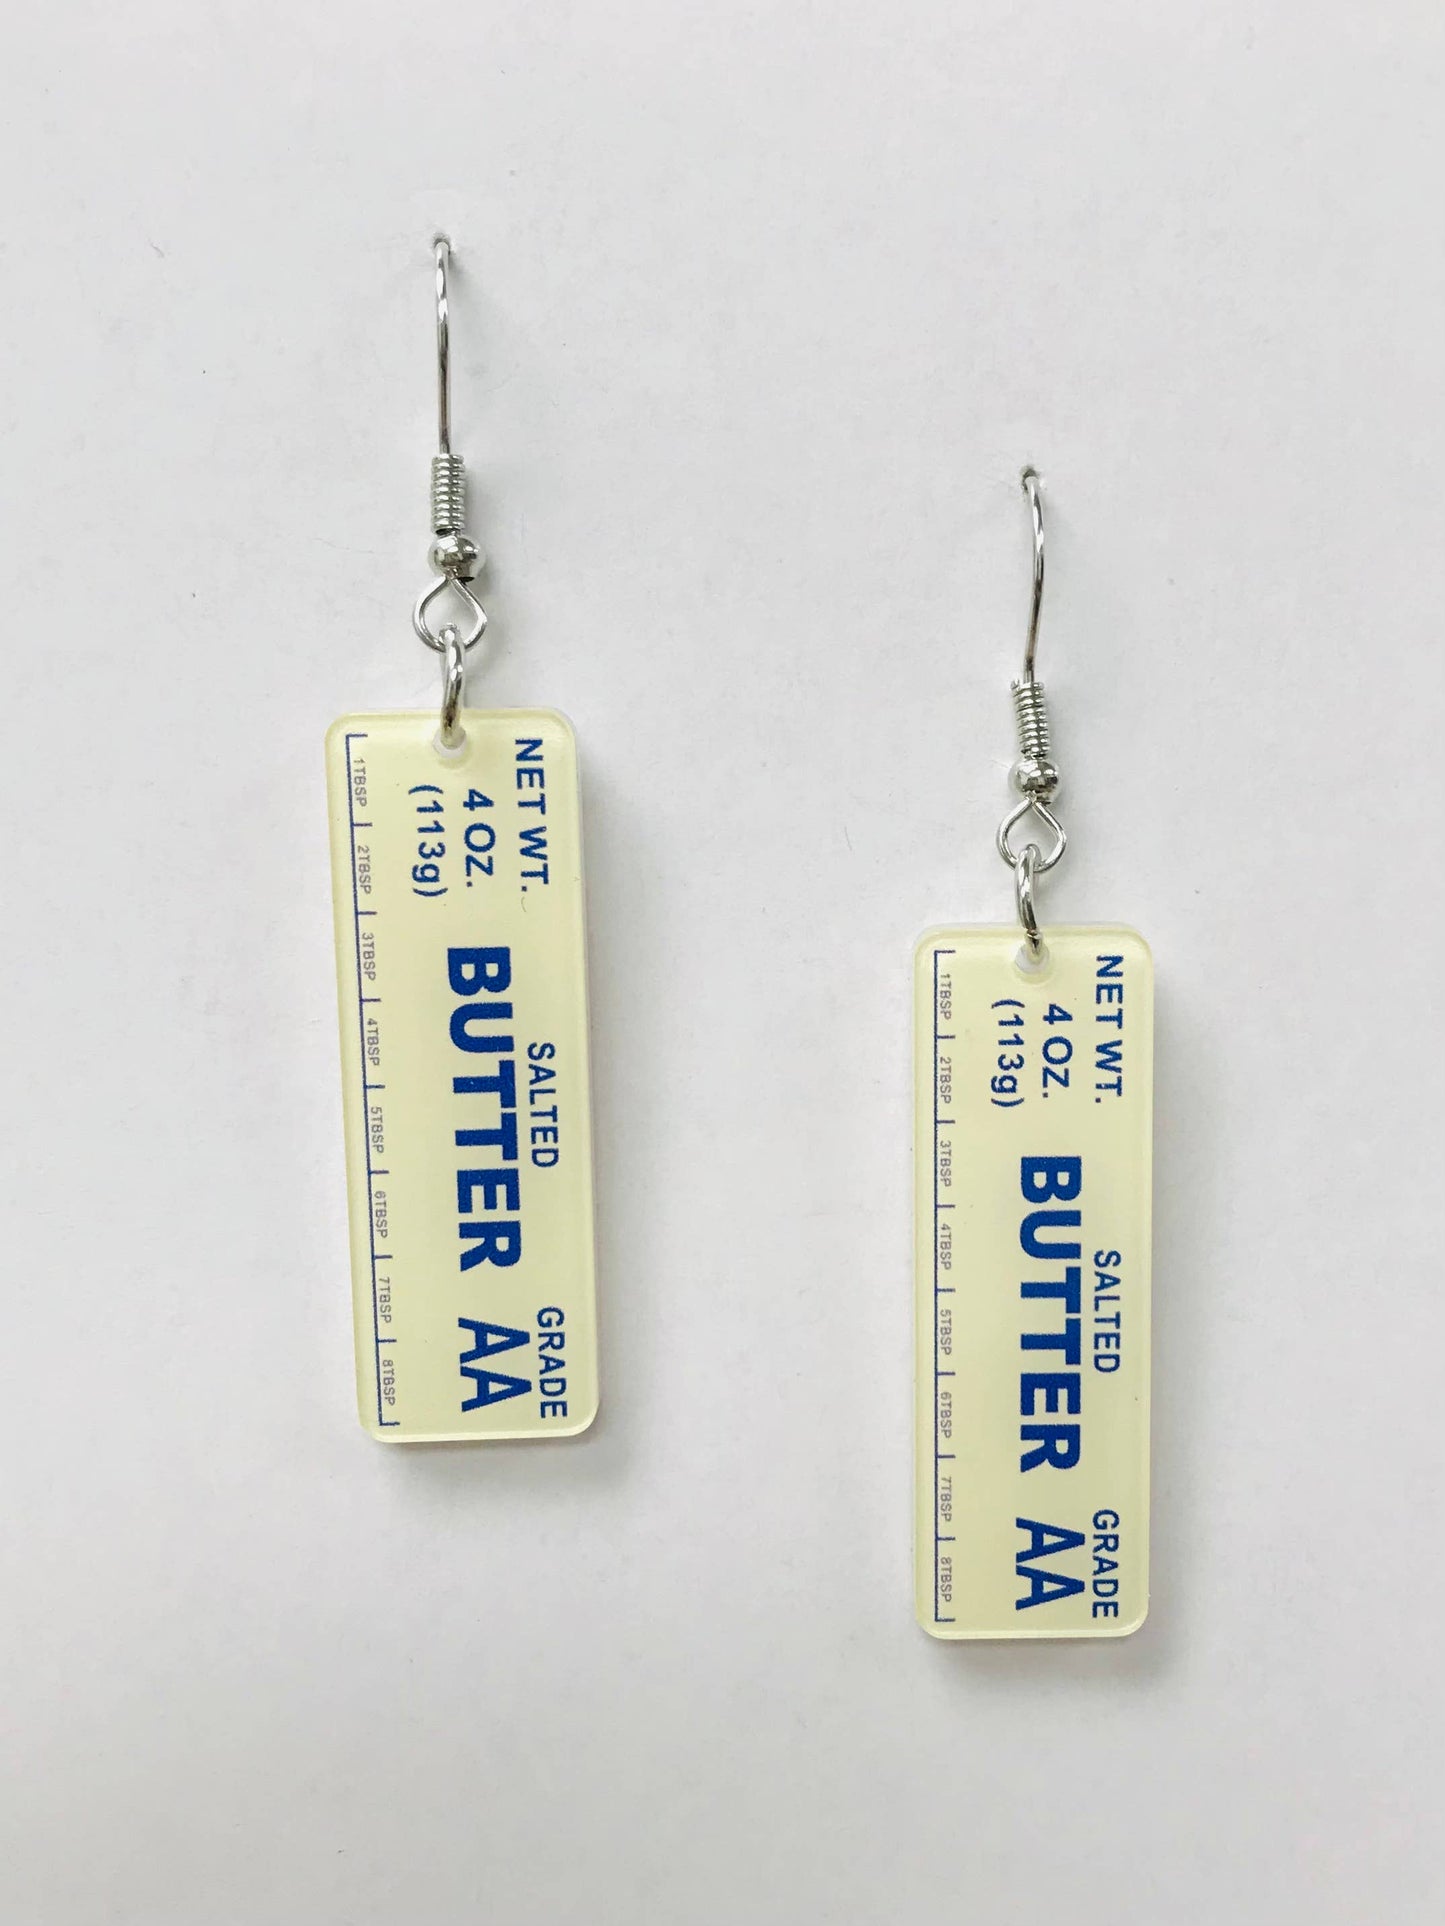 NET WT.
4 OZ.
(113g)
SALTED
BUTTER
GRADE
AA
1TBSP
2TBSP
3TBSP
4TBSP
5TBSP
6TBSP
7TBSP
8TBSP
NET WT.
4 OZ.
(113g)
SALTED
BUTTER
GRADE
AA
1TBSP
2TBSP
3TBSP
4TBSP
5TBSP
6TBSP
7TBSP
8TBSP